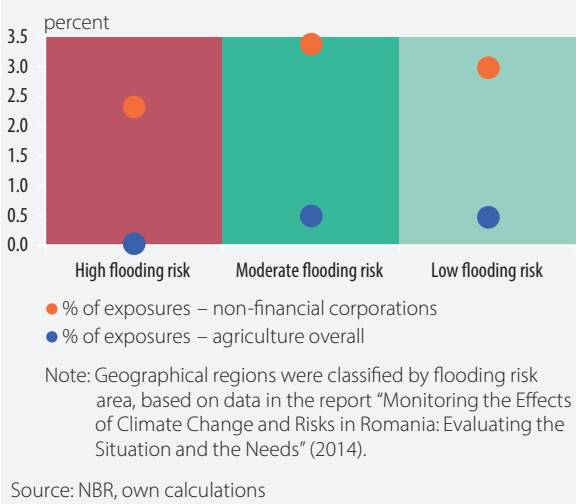 percent
3.5
3.0
2.5
2.0
1.5
1.0
0.5
0.0
High flooding risk Moderate flooding risk Low flooding risk
% of exposures – non-financial corporations
% of exposures – agriculture overall
Note: Geographical regions were classified by flooding risk
area, based on data in the report “Monitoring the Effects
of Climate Change and Risks in Romania: Evaluating the
Situation and the Needs” (2014).
Source: NBR, own calculations